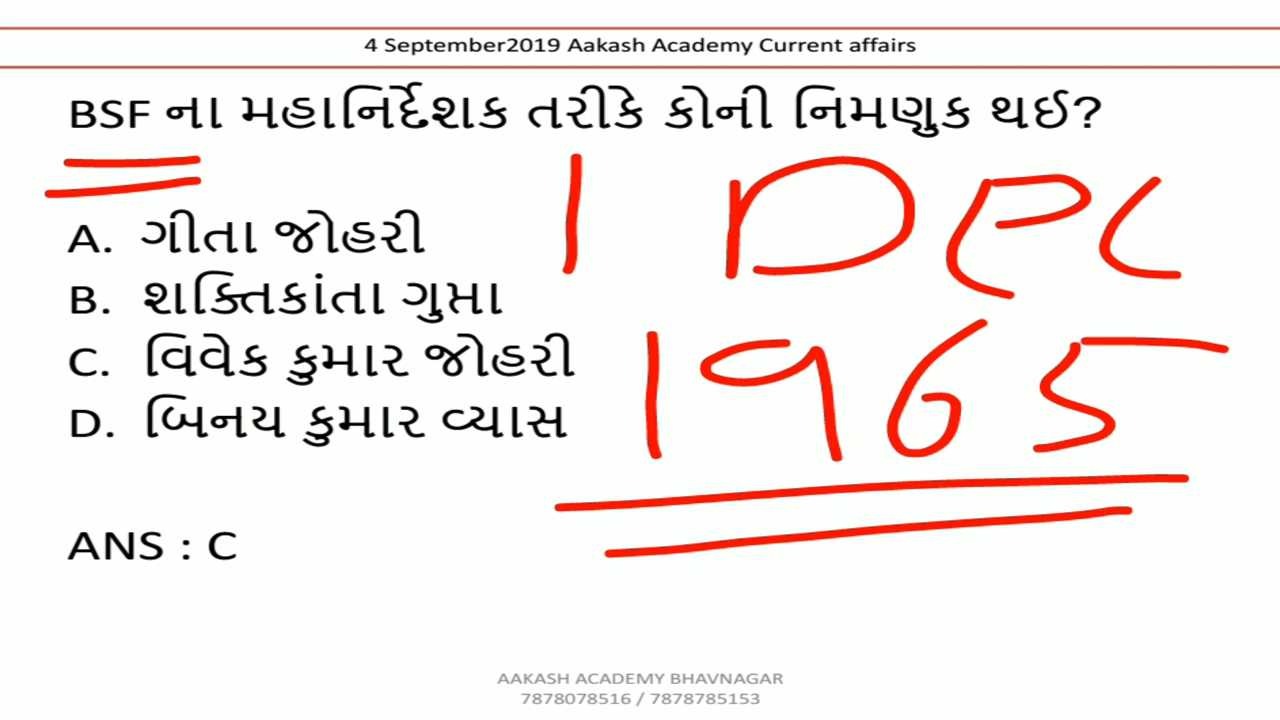 4 September2019 Aakash Academy Current affairs
BSF ના મહાનિર્દેશક તરીકે કોની નિમણુક થઈ?
1 DEC
A. ગીતા જોહરી
B. શક્તિકાંતા ગુપ્તા
C. વિવેક કુમાર જોહરી
1965
D. બિનય કુમાર વ્યાસ
ANS : C
AAKASH ACADEMY BHAVNAGAR
7878078516 / 7878785153